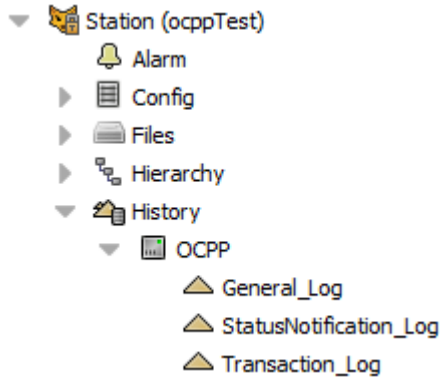 Station (ocppTest)
Alarm
Config
Files
Hierarchy
History
OCPP
General_Log
StatusNotification_Log
Transaction_Log